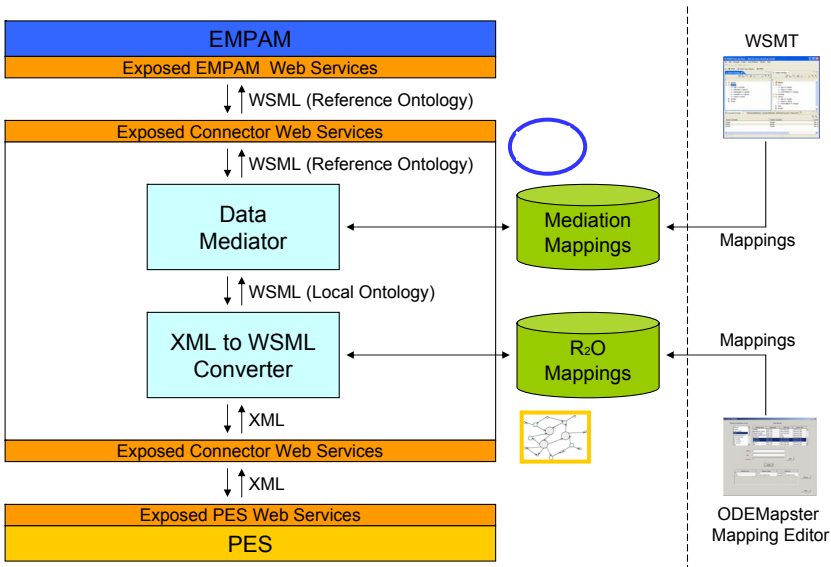 EMPAM
Exposed EMPAM Web Services
WSML (Reference Ontology)
Exposed Connector Web Services
WSML (Reference Ontology)
Data
Mediator
WSML (Local Ontology)
XML to WSML
Converter
XML
Exposed Connector Web Services
XML
Exposed PES Web Services
PES
Mediation
Mappings
R2O
Mappings
WSMT
Mappings
Mappings
ODEMapster
Mapping Editor